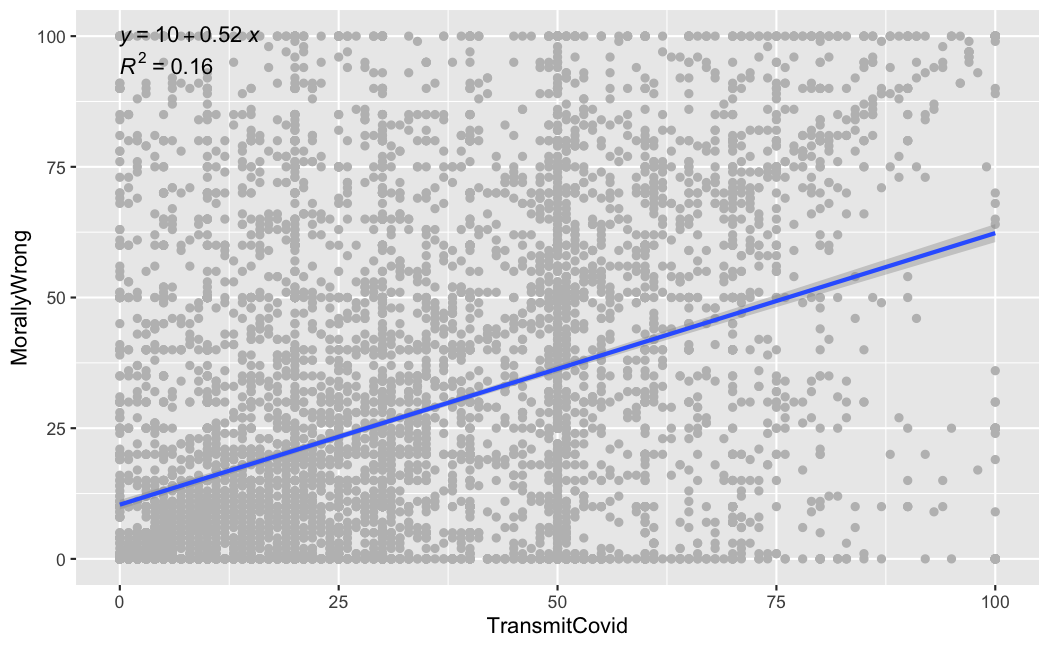 y = 10 + 0.52 x
R² = 0.16
100
75
50
25
0
MorallyWrong
0 25 50 75 100
TransmitCovid